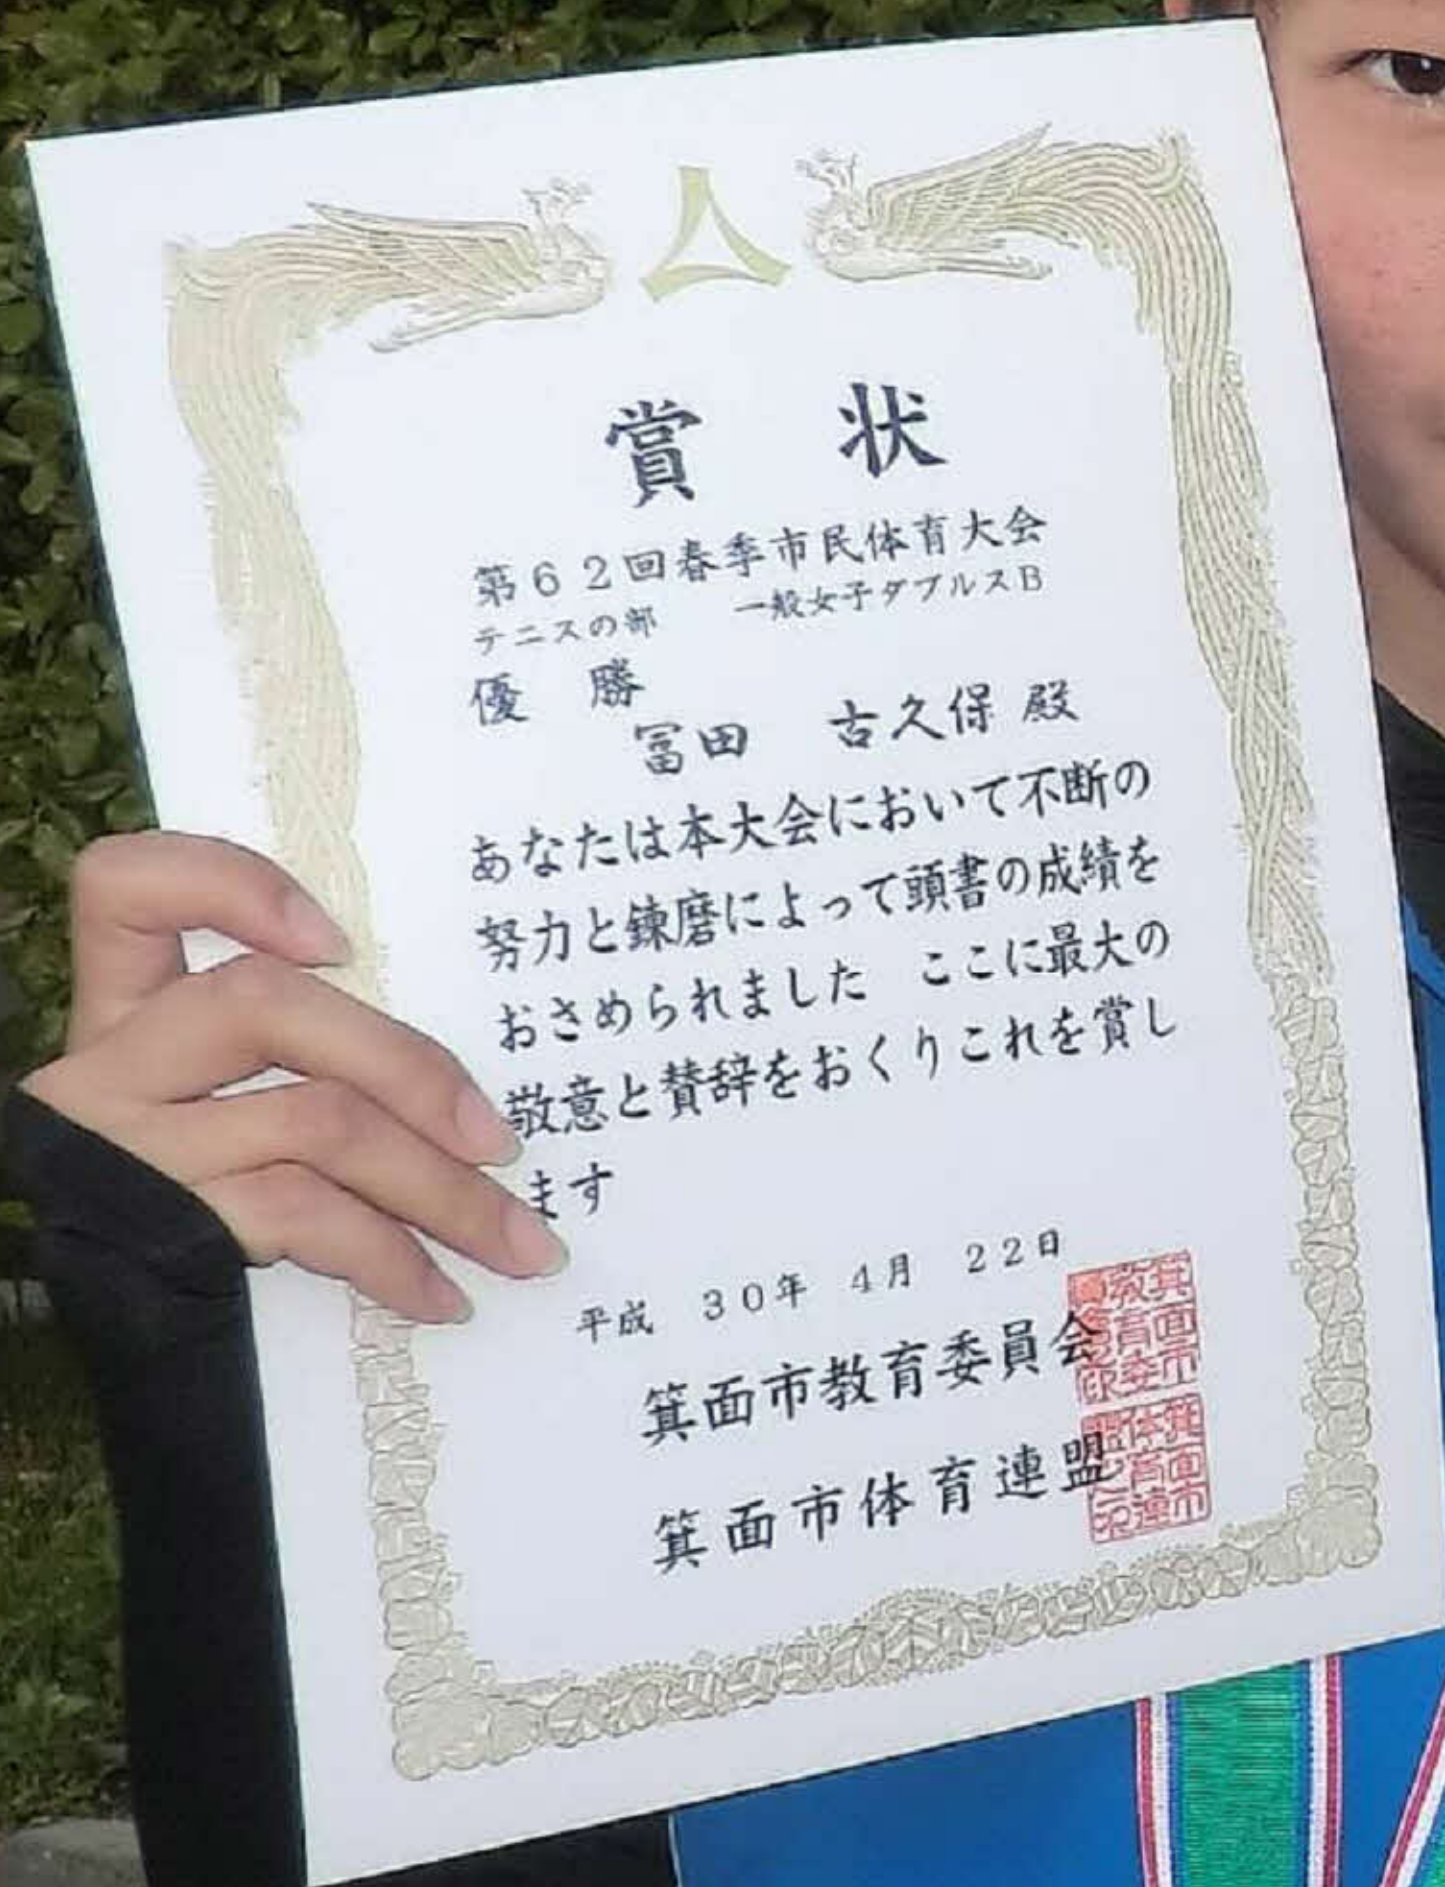 賞 状
第62回春季市民体育大会
テニスの部 一般女子ダブルスB
優 勝
冨田 古久保 殿
あなたは本大会において不断の
努力と錬磨によって頭書の成績を
おさめられました ここに最大の
敬意と賛辞をおくりこれを賞し
ます
平成 30年 4月 22日
箕面市教育委員会
箕面市体育連盟